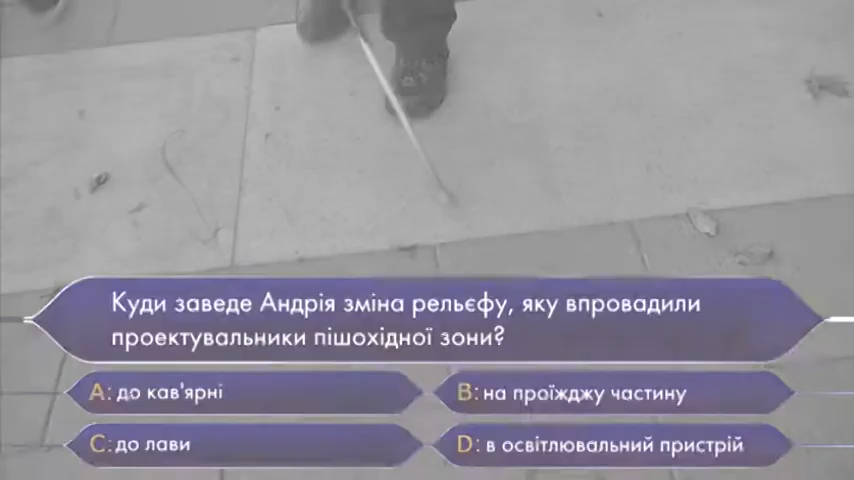 Куди заведе Андрія зміна рельєфу, яку впровадили
проектувальники пішохідної зони?
A: до кав'ярні
B: на проїжджу частину
C: до лави
D: в освітлювальний пристрій